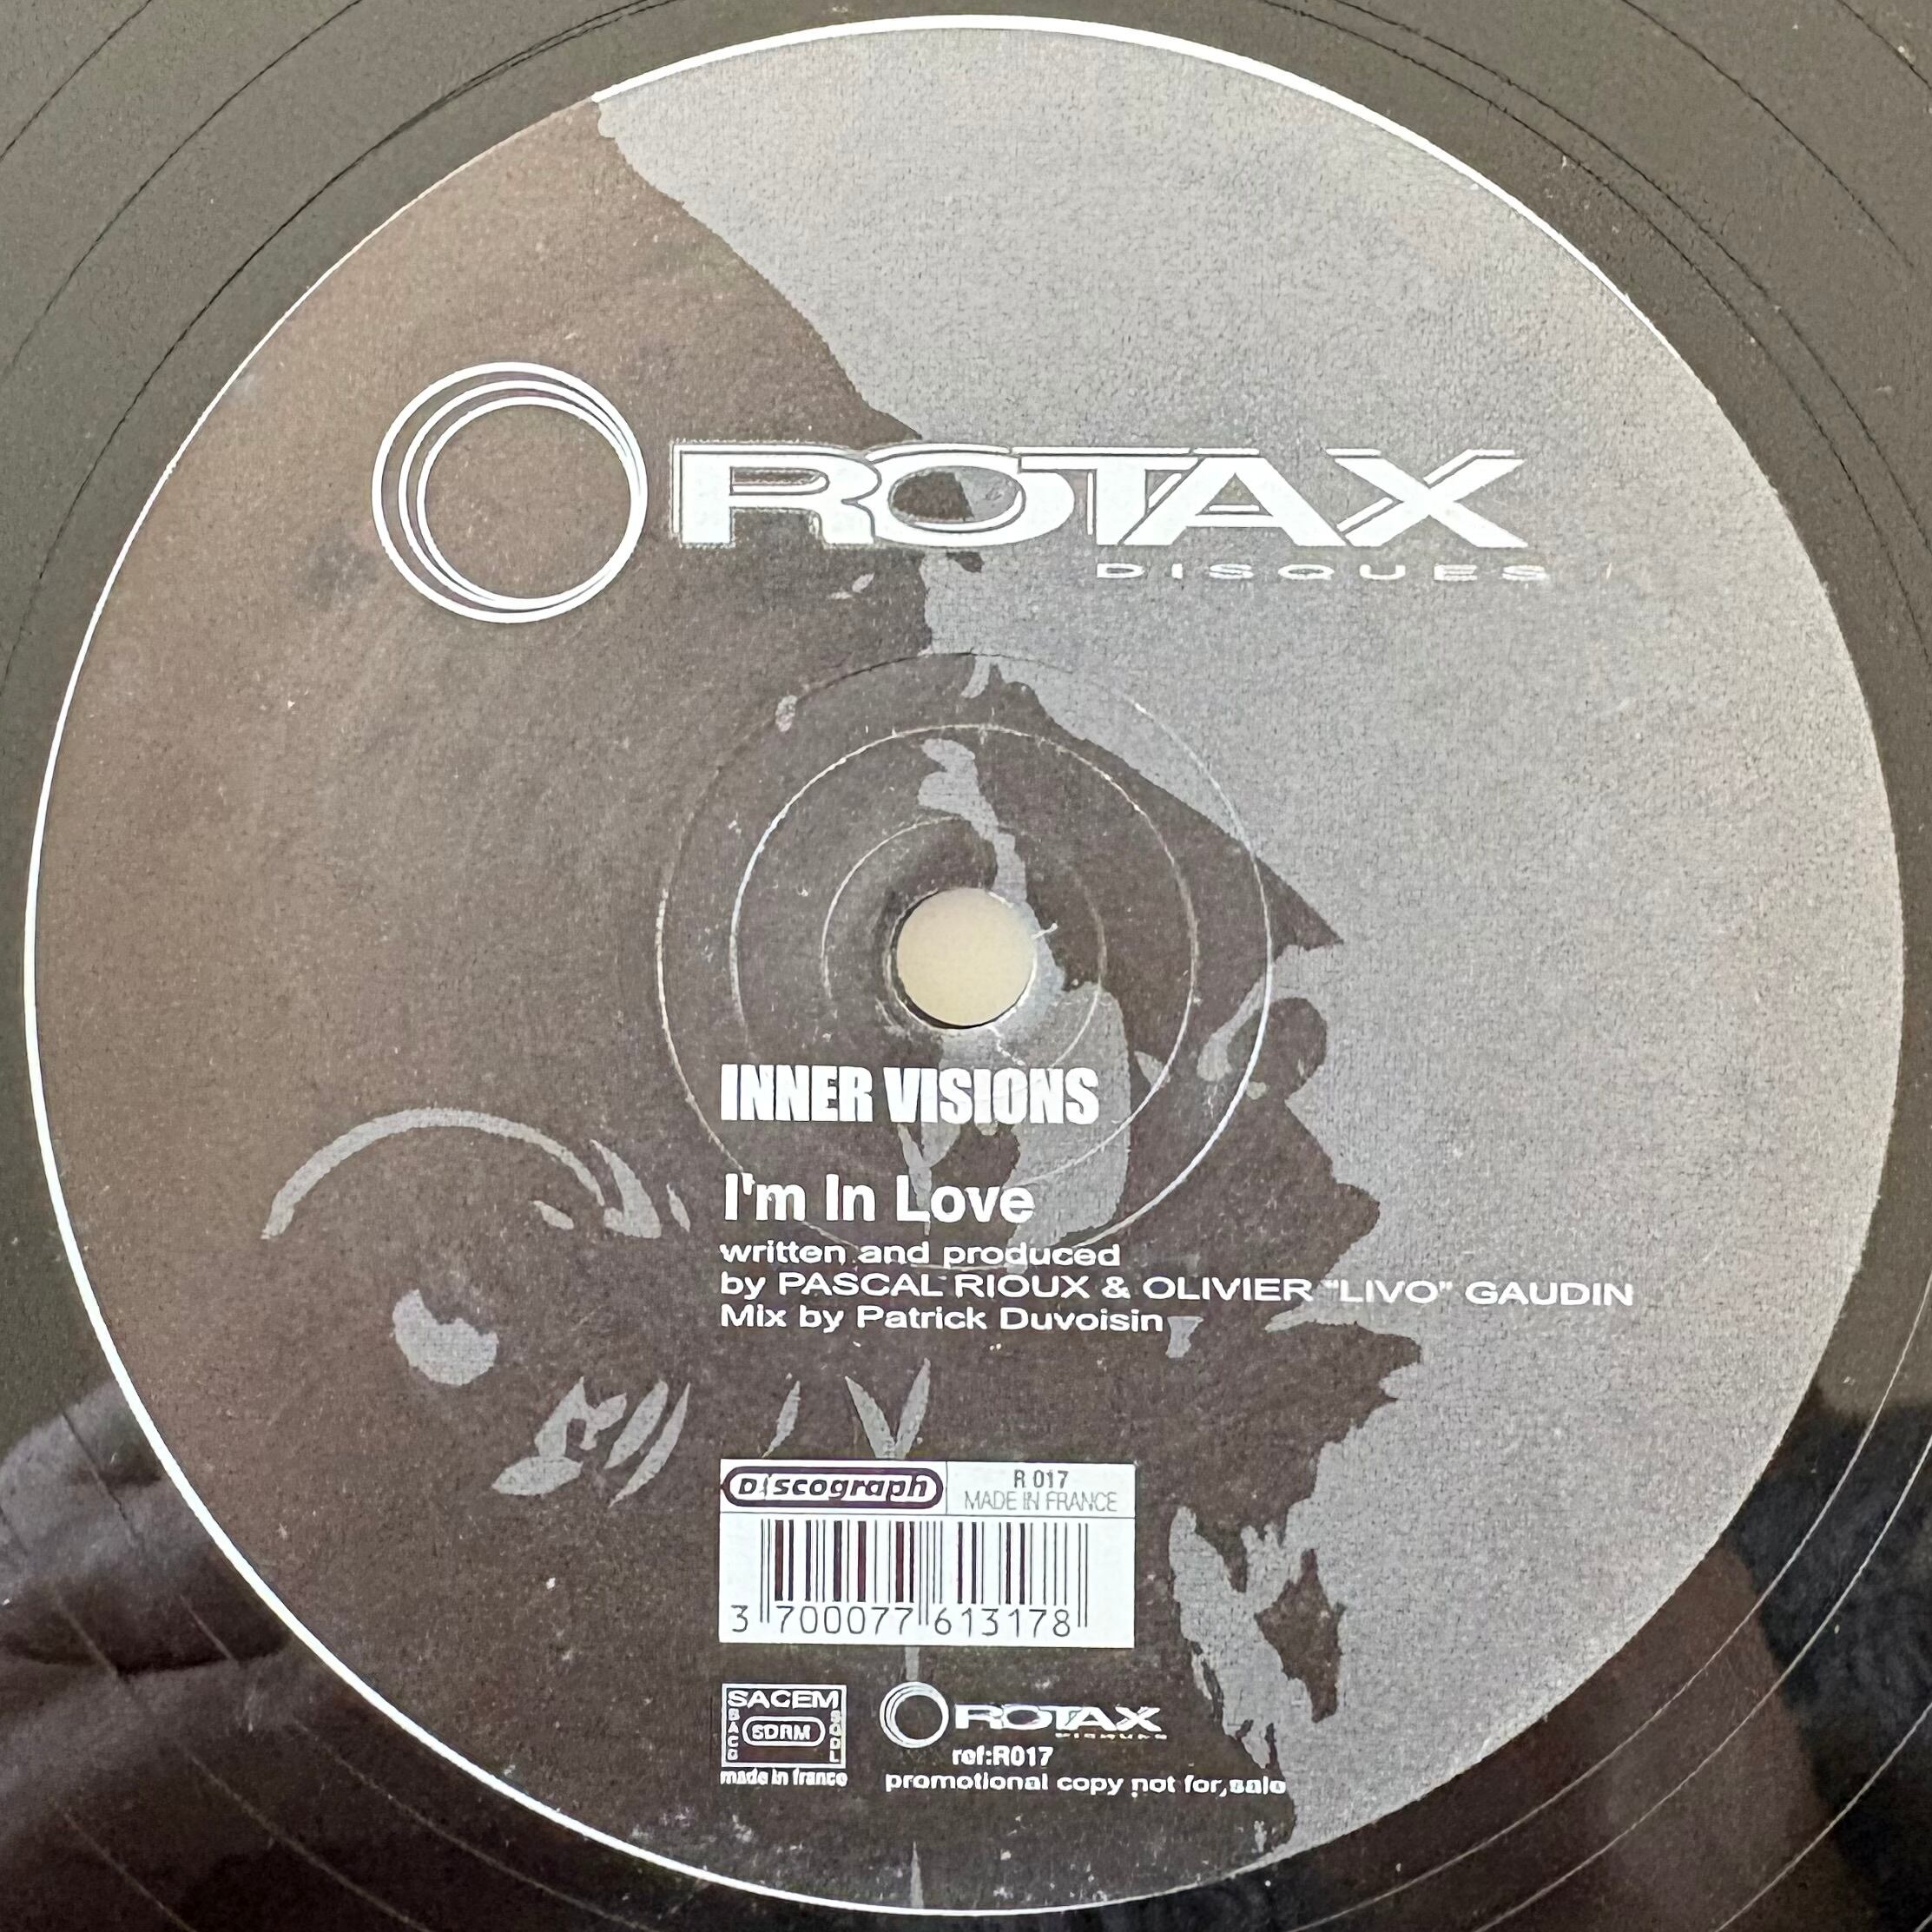 ROTAX
DISQUES
INNER VISIONS
I'm In Love
written and produced
by PASCAL RIOUX & OLIVIER "LIVO" GAUDIN
Mix by Patrick Duvoisin
Discograph
R 017
MADE IN FRANCE
3 700077 613178
SACEM
SDRM
SODL
made in france
ROTAX
DISQUES
ref:R017
promotional copy not for,sale